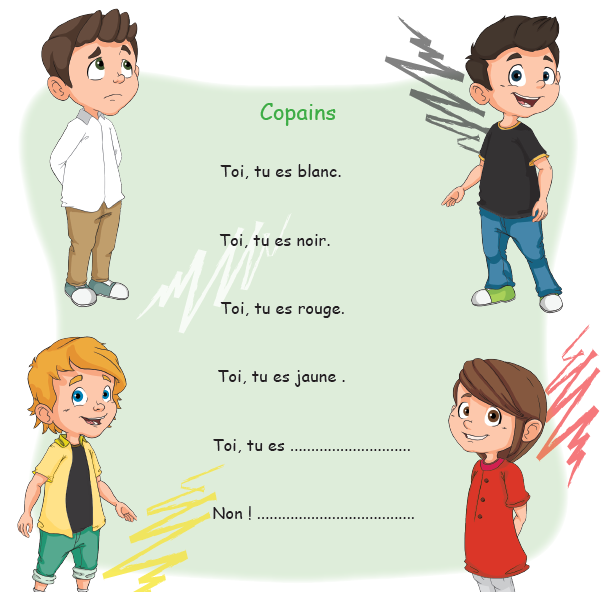 Copains
Toi, tu es blanc.
Toi, tu es noir.
Toi, tu es rouge.
Toi, tu es jaune .
Toi, tu es .............................
Non ! ......................................